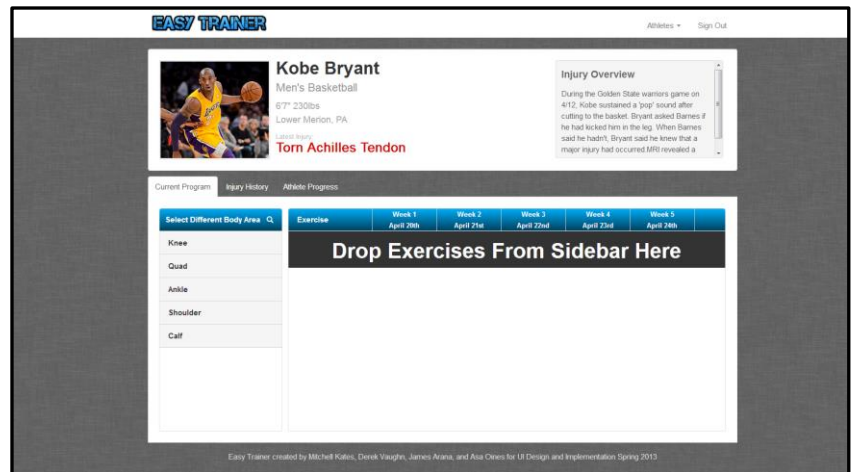 EASY TRAINER
Athletes
Sign Out
Kobe Bryant
Men's Basketball
6'7" 230lbs
Lower Merion, PA
Latest Injury:
Torn Achilles Tendon
Injury Overview
During the Golden State warriors game on
4/12, Kobe sustained a 'pop' sound after
cutting to the basket. Bryant asked Barnes if
he had kicked him in the leg. When Barnes
said he hadn't, Bryant said he knew that a
major injury had occurred.MRI revealed a
Current Program
Injury History
Athlete Progress
Select Different Body Area
Knee
Quad
Ankle
Shoulder
Calf
Exercise
Week 1
April 20th
Week 2
April 21st
Week 3
April 22nd
Week 4
April 23rd
Week 5
April 24th
Drop Exercises From Sidebar Here
Easy Trainer created by Mitchell Kates, Derek Vaughn, James Arana, and Asa Oines for UI Design and Implementation Spring 2013